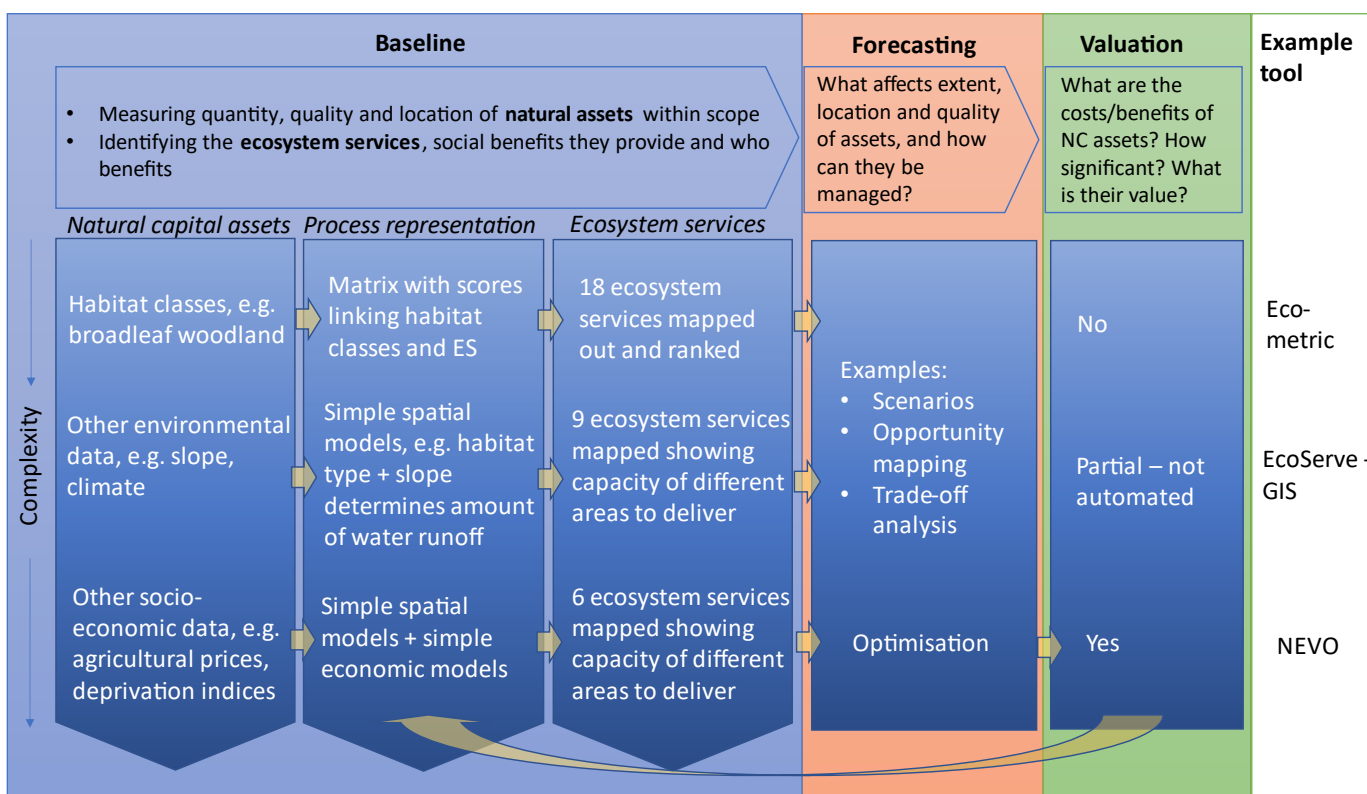 Baseline
Forecasting
Valuation
Example
tool
• Measuring quantity, quality and location of natural assets within scope
• Identifying the ecosystem services, social benefits they provide and who
benefits
What affects extent,
location and quality
of assets, and how
can they be
managed?
What are the
costs/benefits of
NC assets? How
significant? What
is their value?
Natural capital assets
Process representation
Ecosystem services
Complexity
Habitat classes, e.g.
broadleaf woodland
Matrix with scores
linking habitat
classes and ES
18 ecosystem
services mapped
out and ranked
No
Eco-
metric
Other environmental
data, e.g. slope,
climate
Simple spatial
models, e.g. habitat
type + slope
determines amount
of water runoff
9 ecosystem services
mapped showing
capacity of different
areas to deliver
Examples:
• Scenarios
• Opportunity
mapping
• Trade-off
analysis
Partial – not
automated
EcoServe -
GIS
Other socio-
economic data, e.g.
agricultural prices,
deprivation indices
Simple spatial
models + simple
economic models
6 ecosystem services
mapped showing
capacity of different
areas to deliver
Optimisation
Yes
NEVO